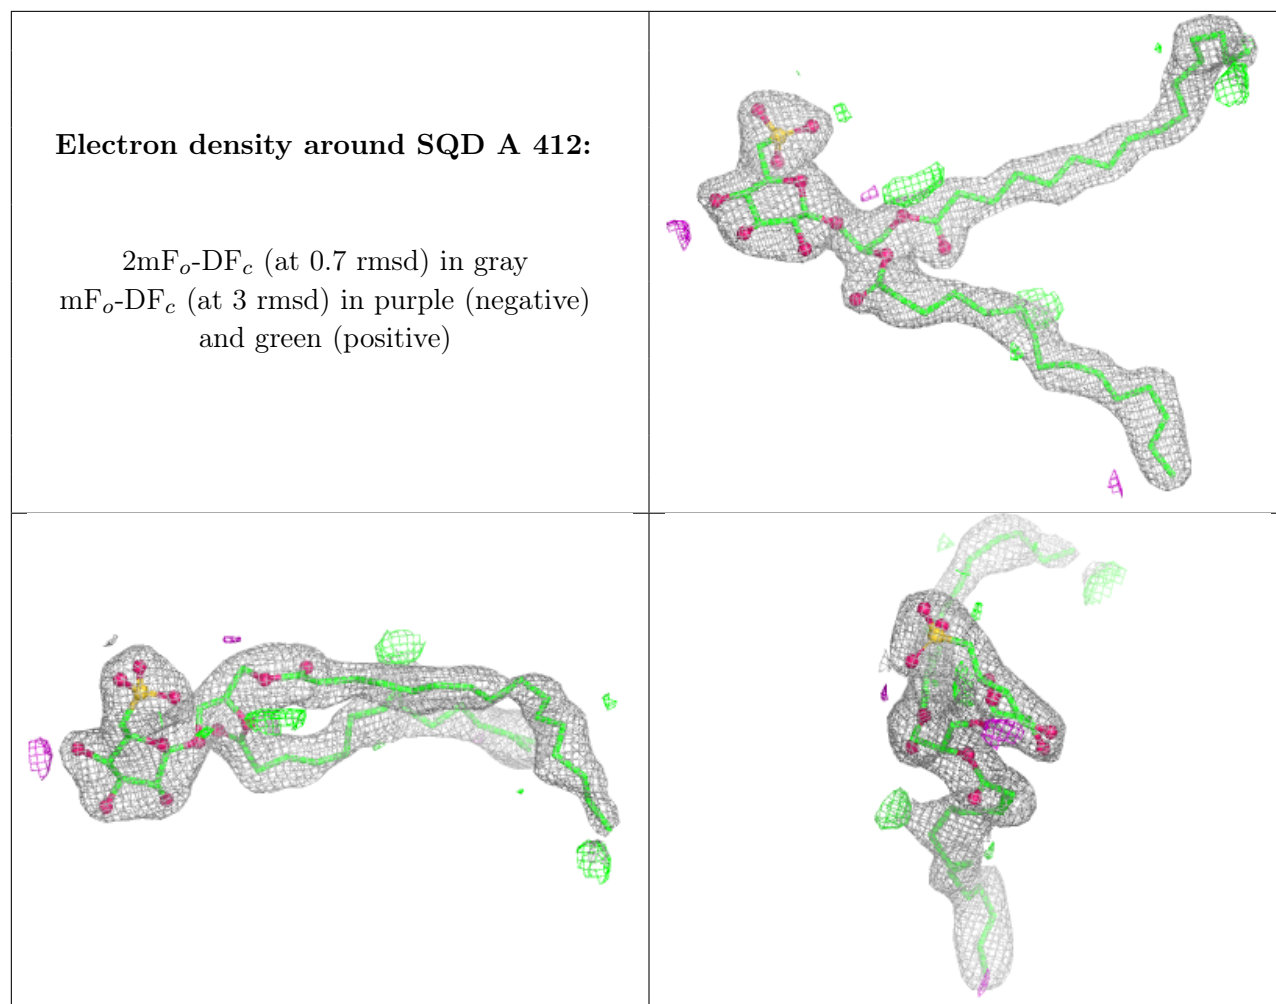 Electron density around SQD A 412:
2mFo-DFc (at 0.7 rmsd) in gray
mFo-DFc (at 3 rmsd) in purple (negative)
and green (positive)